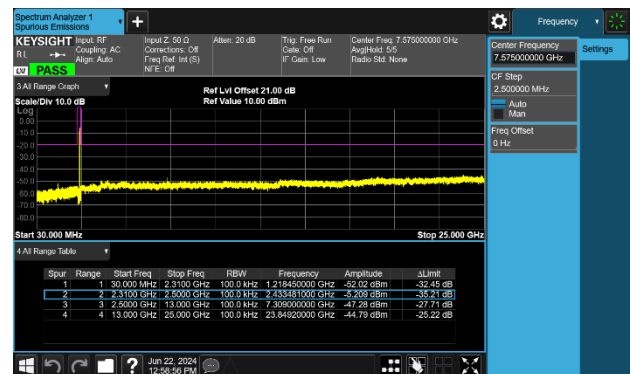 Spectrum Analyzer 1
Spurious Emissions
Frequency
KEYSIGHT Input: RF Input Z: 50 Ω Atten: 20 dB Trig: Free Run Center Freq: 7.575000000 GHz
RL Coupling: AC Corrections: Off Gate: Off Avg|Hold: 5/5
Align: Auto Freq Ref: Int (S) IF Gain: Low Radio Std: None
NFE: Off
LW PASS
Center Frequency
7.575000000 GHz
Settings
CF Step
2.500000 MHz
Auto
Man
Freq Offset
0 Hz
3 All Range Graph
Ref Lvl Offset 21.00 dB
Scale/Div 10.0 dB Ref Value 10.00 dBm
Log
0.00
-10.0
-20.0
-30.0
-40.0
-50.0
-60.0
-70.0
-80.0
Start 30.000 MHz Stop 25.000 GHz
4 All Range Table
Spur Range Start Freq Stop Freq RBW Frequency Amplitude ΔLimit
1 1 30.000 MHz 2.3100 GHz 100.0 kHz 1.218450000 GHz -52.02 dBm -32.45 dB
2 2 2.3100 GHz 2.5000 GHz 100.0 kHz 2.433481000 GHz -5.209 dBm -35.21 dB
3 3 2.5000 GHz 13.000 GHz 100.0 kHz 7.309000000 GHz -47.28 dBm -27.71 dB
4 4 13.000 GHz 25.000 GHz 100.0 kHz 23.84920000 GHz -44.79 dBm -25.22 dB
Jun 22, 2024
12:58:56 PM